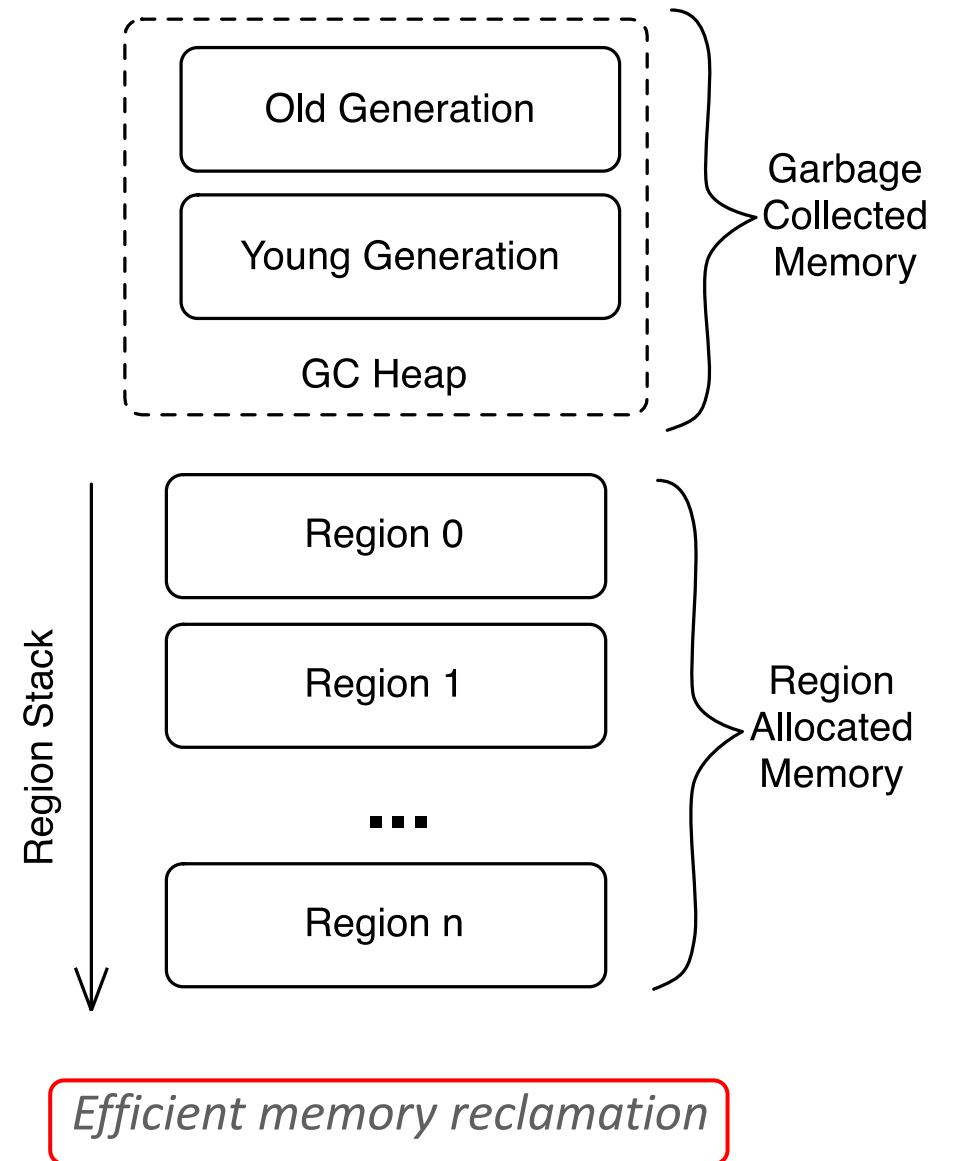 Old Generation
Young Generation
GC Heap
Garbage
Collected
Memory
Region Stack
Region 0
Region 1
...
Region n
Region
Allocated
Memory
Efficient memory reclamation